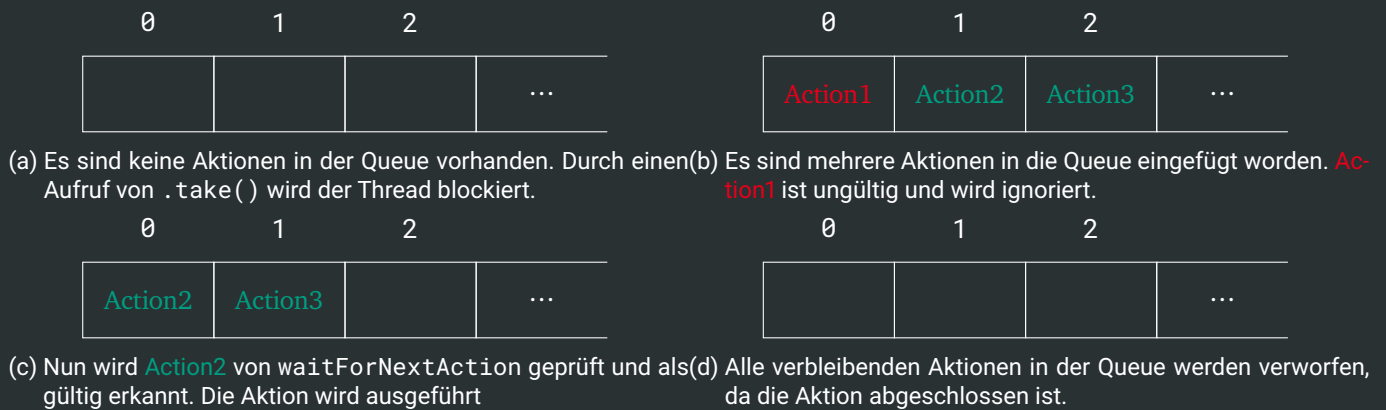 0 1 2
...
(a) Es sind keine Aktionen in der Queue vorhanden. Durch einen
Aufruf von .take() wird der Thread blockiert.
0 1 2
Action1 Action2 Action3 ...
(b) Es sind mehrere Aktionen in die Queue eingefügt worden. Ac-
tion1 ist ungültig und wird ignoriert.
0 1 2
Action2 Action3 ...
(c) Nun wird Action2 von waitForNextAction geprüft und als
gültig erkannt. Die Aktion wird ausgeführt
0 1 2
...
(d) Alle verbleibenden Aktionen in der Queue werden verworfen,
da die Aktion abgeschlossen ist.